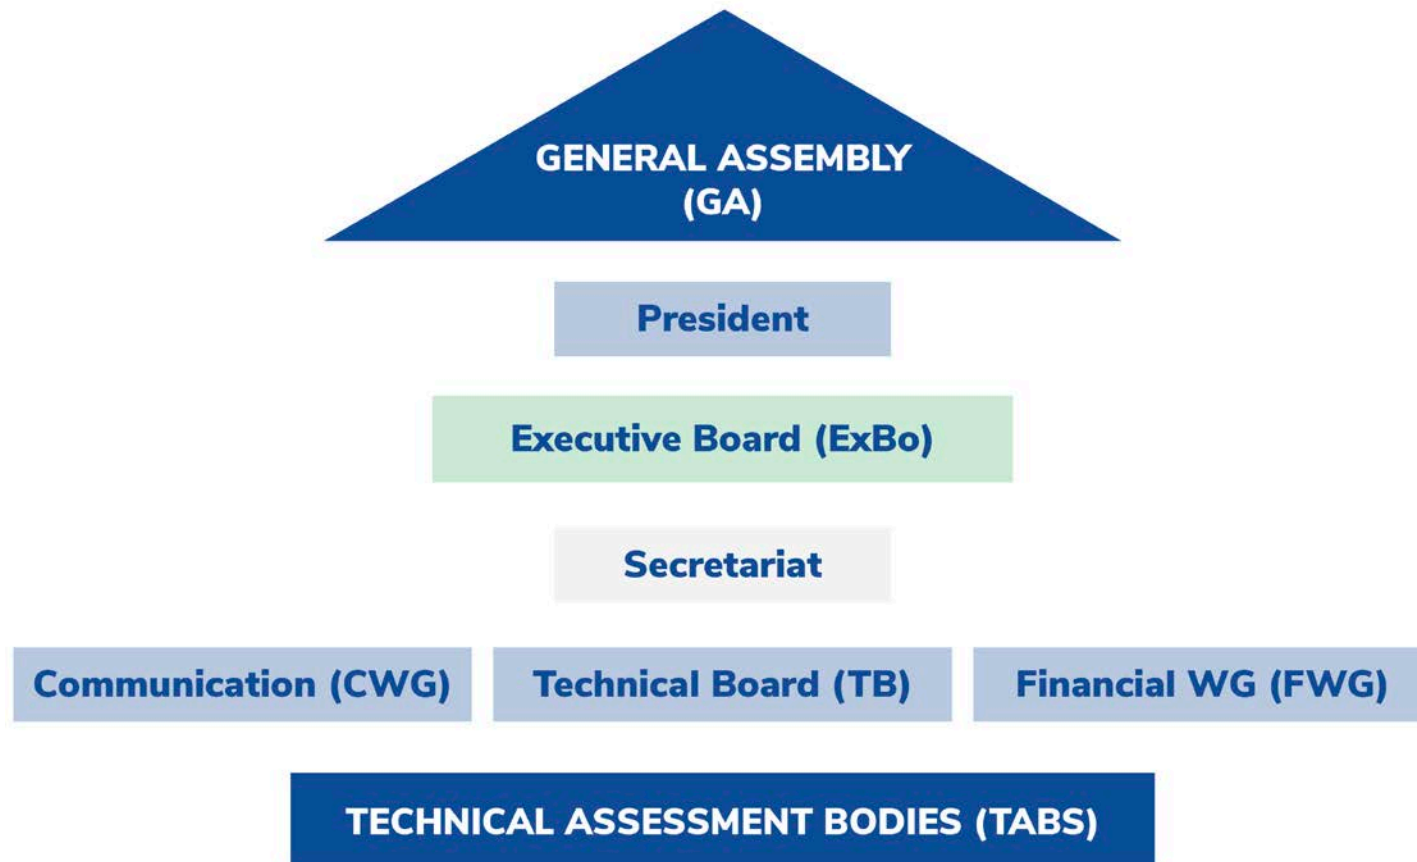 GENERAL ASSEMBLY
(GA)
President
Executive Board (ExBo)
Secretariat
Communication (CWG)
Technical Board (TB)
Financial WG (FWG)
TECHNICAL ASSESSMENT BODIES (TABS)